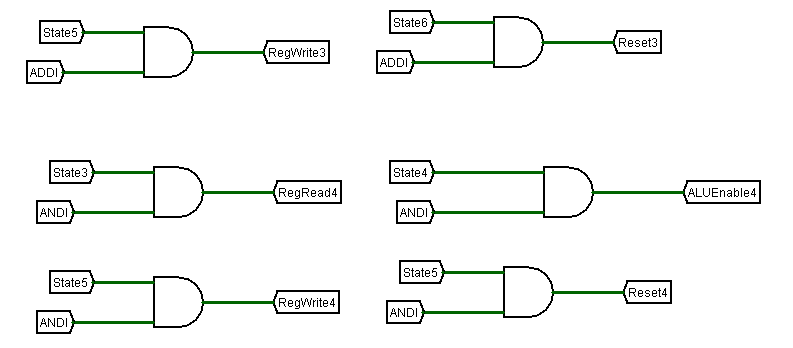 State5
ADDI
RegWrite3
State6
ADDI
Reset3
State3
ANDI
RegRead4
State4
ANDI
ALUEnable4
State5
ANDI
RegWrite4
State5
ANDI
Reset4